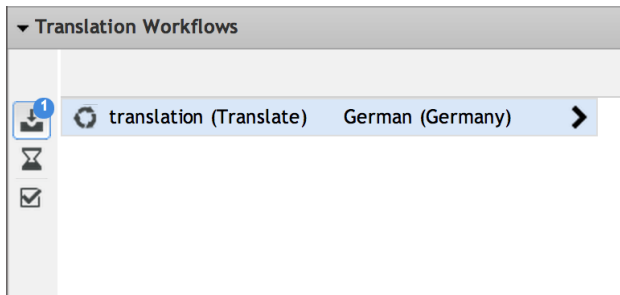 Translation Workflows
1
translation (Translate) German (Germany)